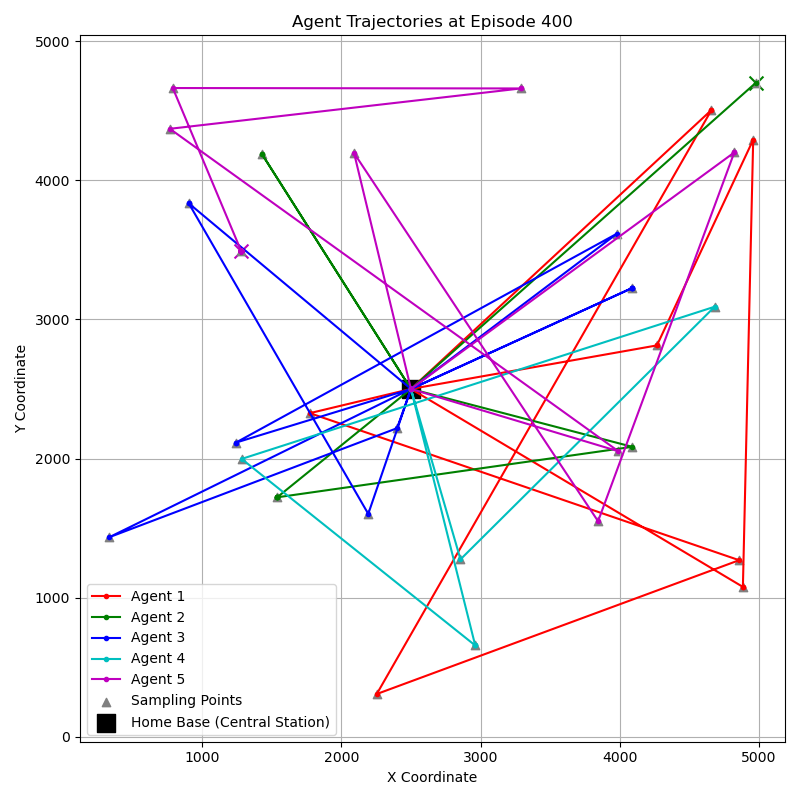 Agent Trajectories at Episode 400
Y Coordinate
5000
4000
3000
2000
1000
0
Agent 1
Agent 2
Agent 3
Agent 4
Agent 5
Sampling Points
Home Base (Central Station)
1000 2000 3000 4000 5000
X Coordinate